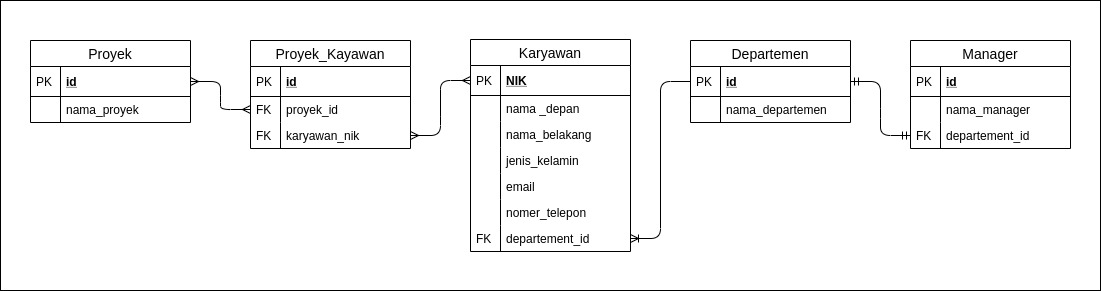 Proyek
PK id
nama_proyek
Proyek_Kayawan
PK id
FK proyek_id
FK karyawan_nik
Karyawan
PK NIK
nama _depan
nama_belakang
jenis_kelamin
email
nomer_telepon
FK departement_id
Departemen
PK id
nama_departemen
Manager
PK id
nama_manager
FK departement_id